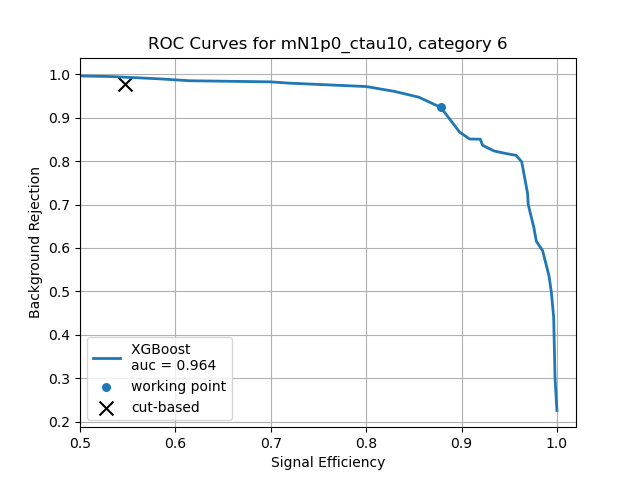 ROC Curves for mN1p0_ctau10, category 6
Background Rejection
1.0
0.9
0.8
0.7
0.6
0.5
0.4
0.3
0.2
XGBoost
auc = 0.964
working point
cut-based
0.5 0.6 0.7 0.8 0.9 1.0
Signal Efficiency